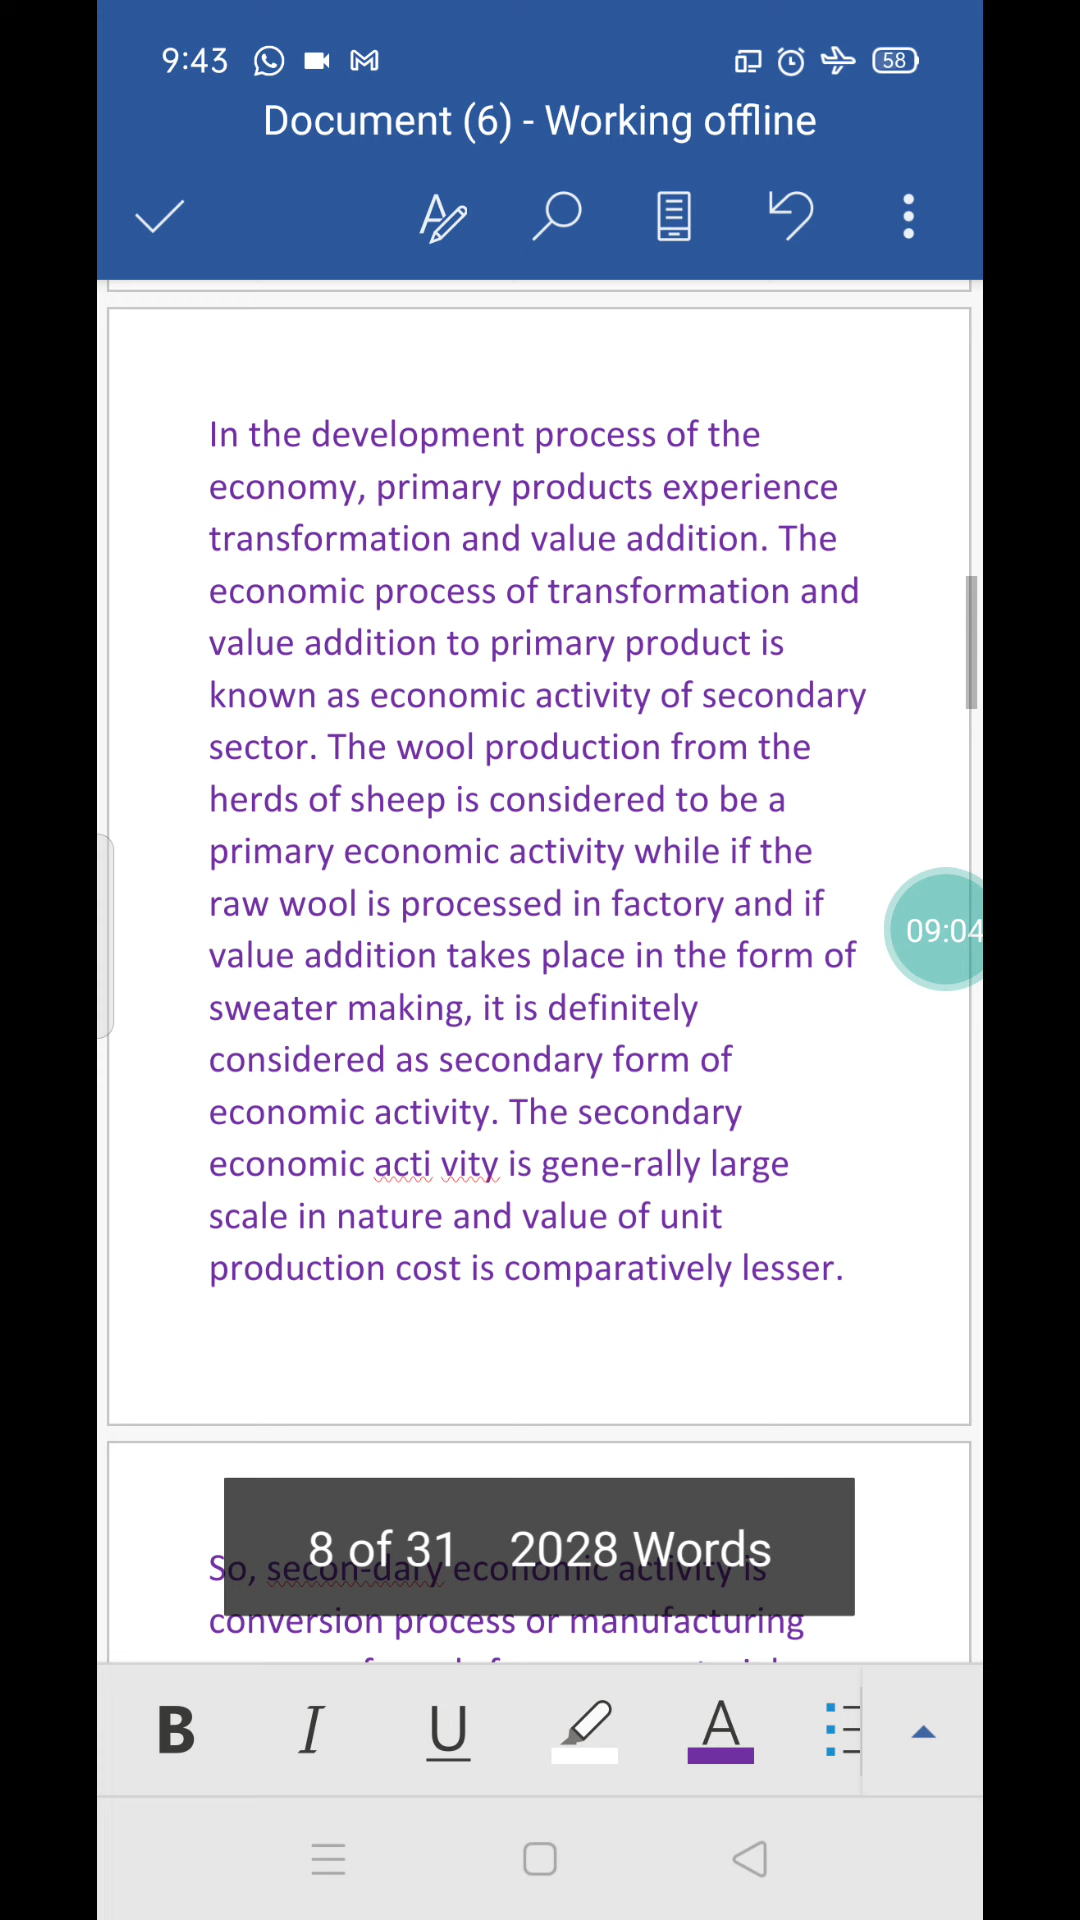 9:43
58
Document (6) - Working offline
In the development process of the
economy, primary products experience
transformation and value addition. The
economic process of transformation and
value addition to primary product is
known as economic activity of secondary
sector. The wool production from the
herds of sheep is considered to be a
primary economic activity while if the
raw wool is processed in factory and if
09:04
value addition takes place in the form of
sweater making, it is definitely
considered as secondary form of
economic activity. The secondary
economic acti vity is gene-rally large
scale in nature and value of unit
production cost is comparatively lesser.
8 of 31 2028 Words
So, secon-dary economic activity is
conversion process or manufacturing
B I U A